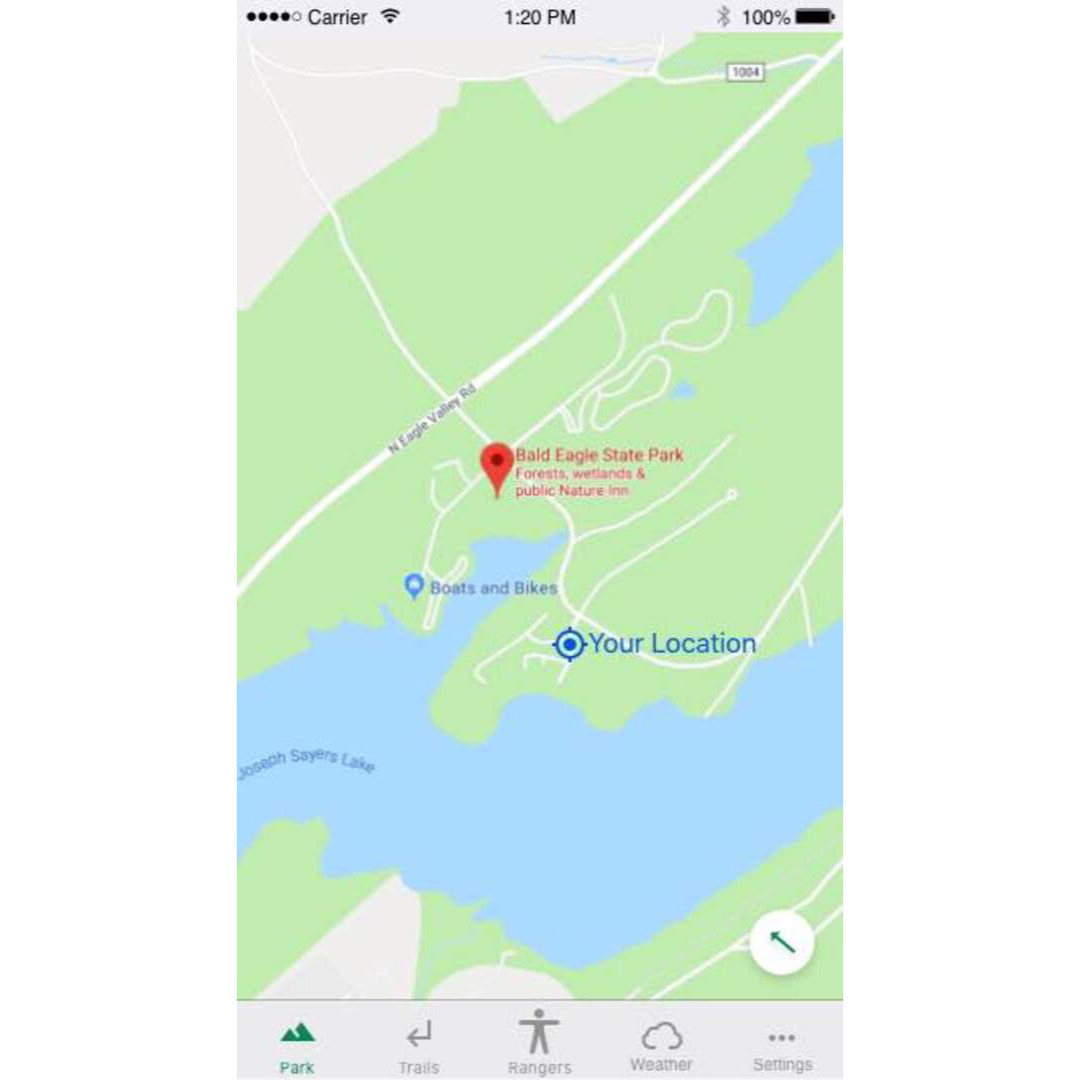 Carrier 1:20 PM 100%
1004
N Eagle Valley Rd
Bald Eagle State Park
Forests, wetlands &
public Nature Inn
Boats and Bikes
Your Location
Joseph Sayers Lake
Park Trails Rangers Weather Settings